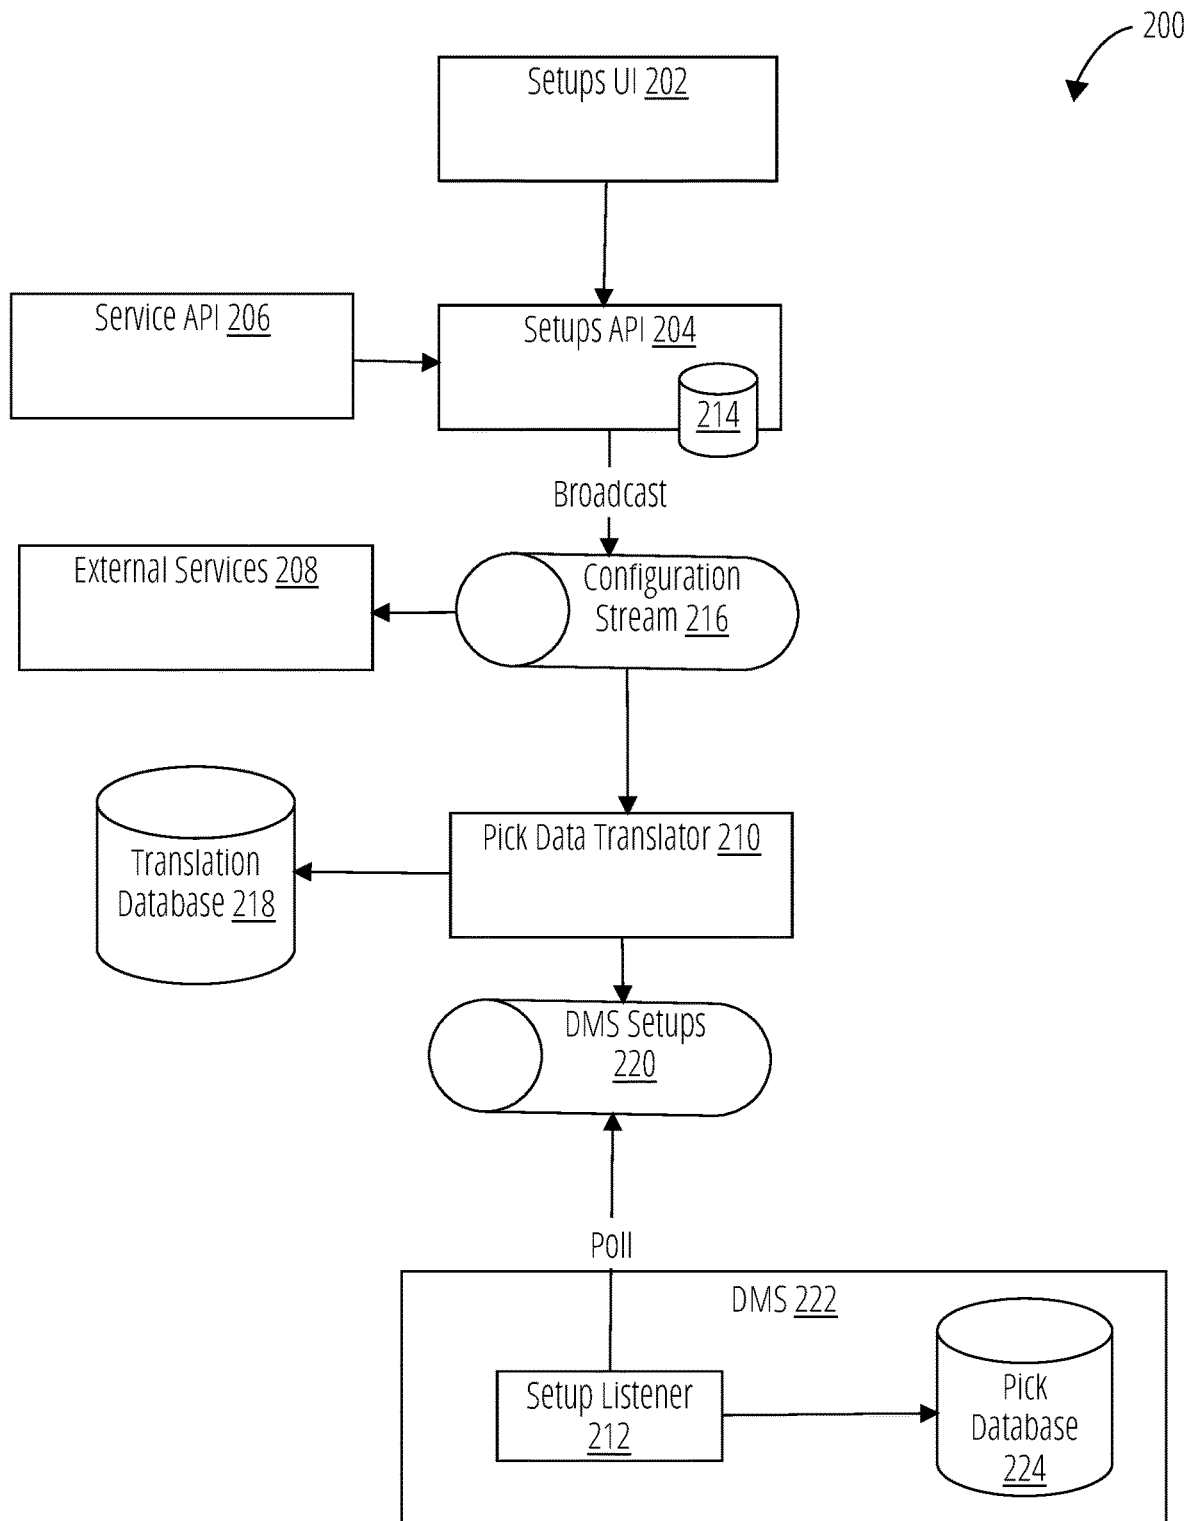 200
Setups UI 202
Service API 206
Setups API 204
214
Broadcast
External Services 208
Configuration
Stream 216
Pick Data Translator 210
Translation
Database 218
DMS Setups
220
Poll
DMS 222
Setup Listener
212
Pick
Database
224